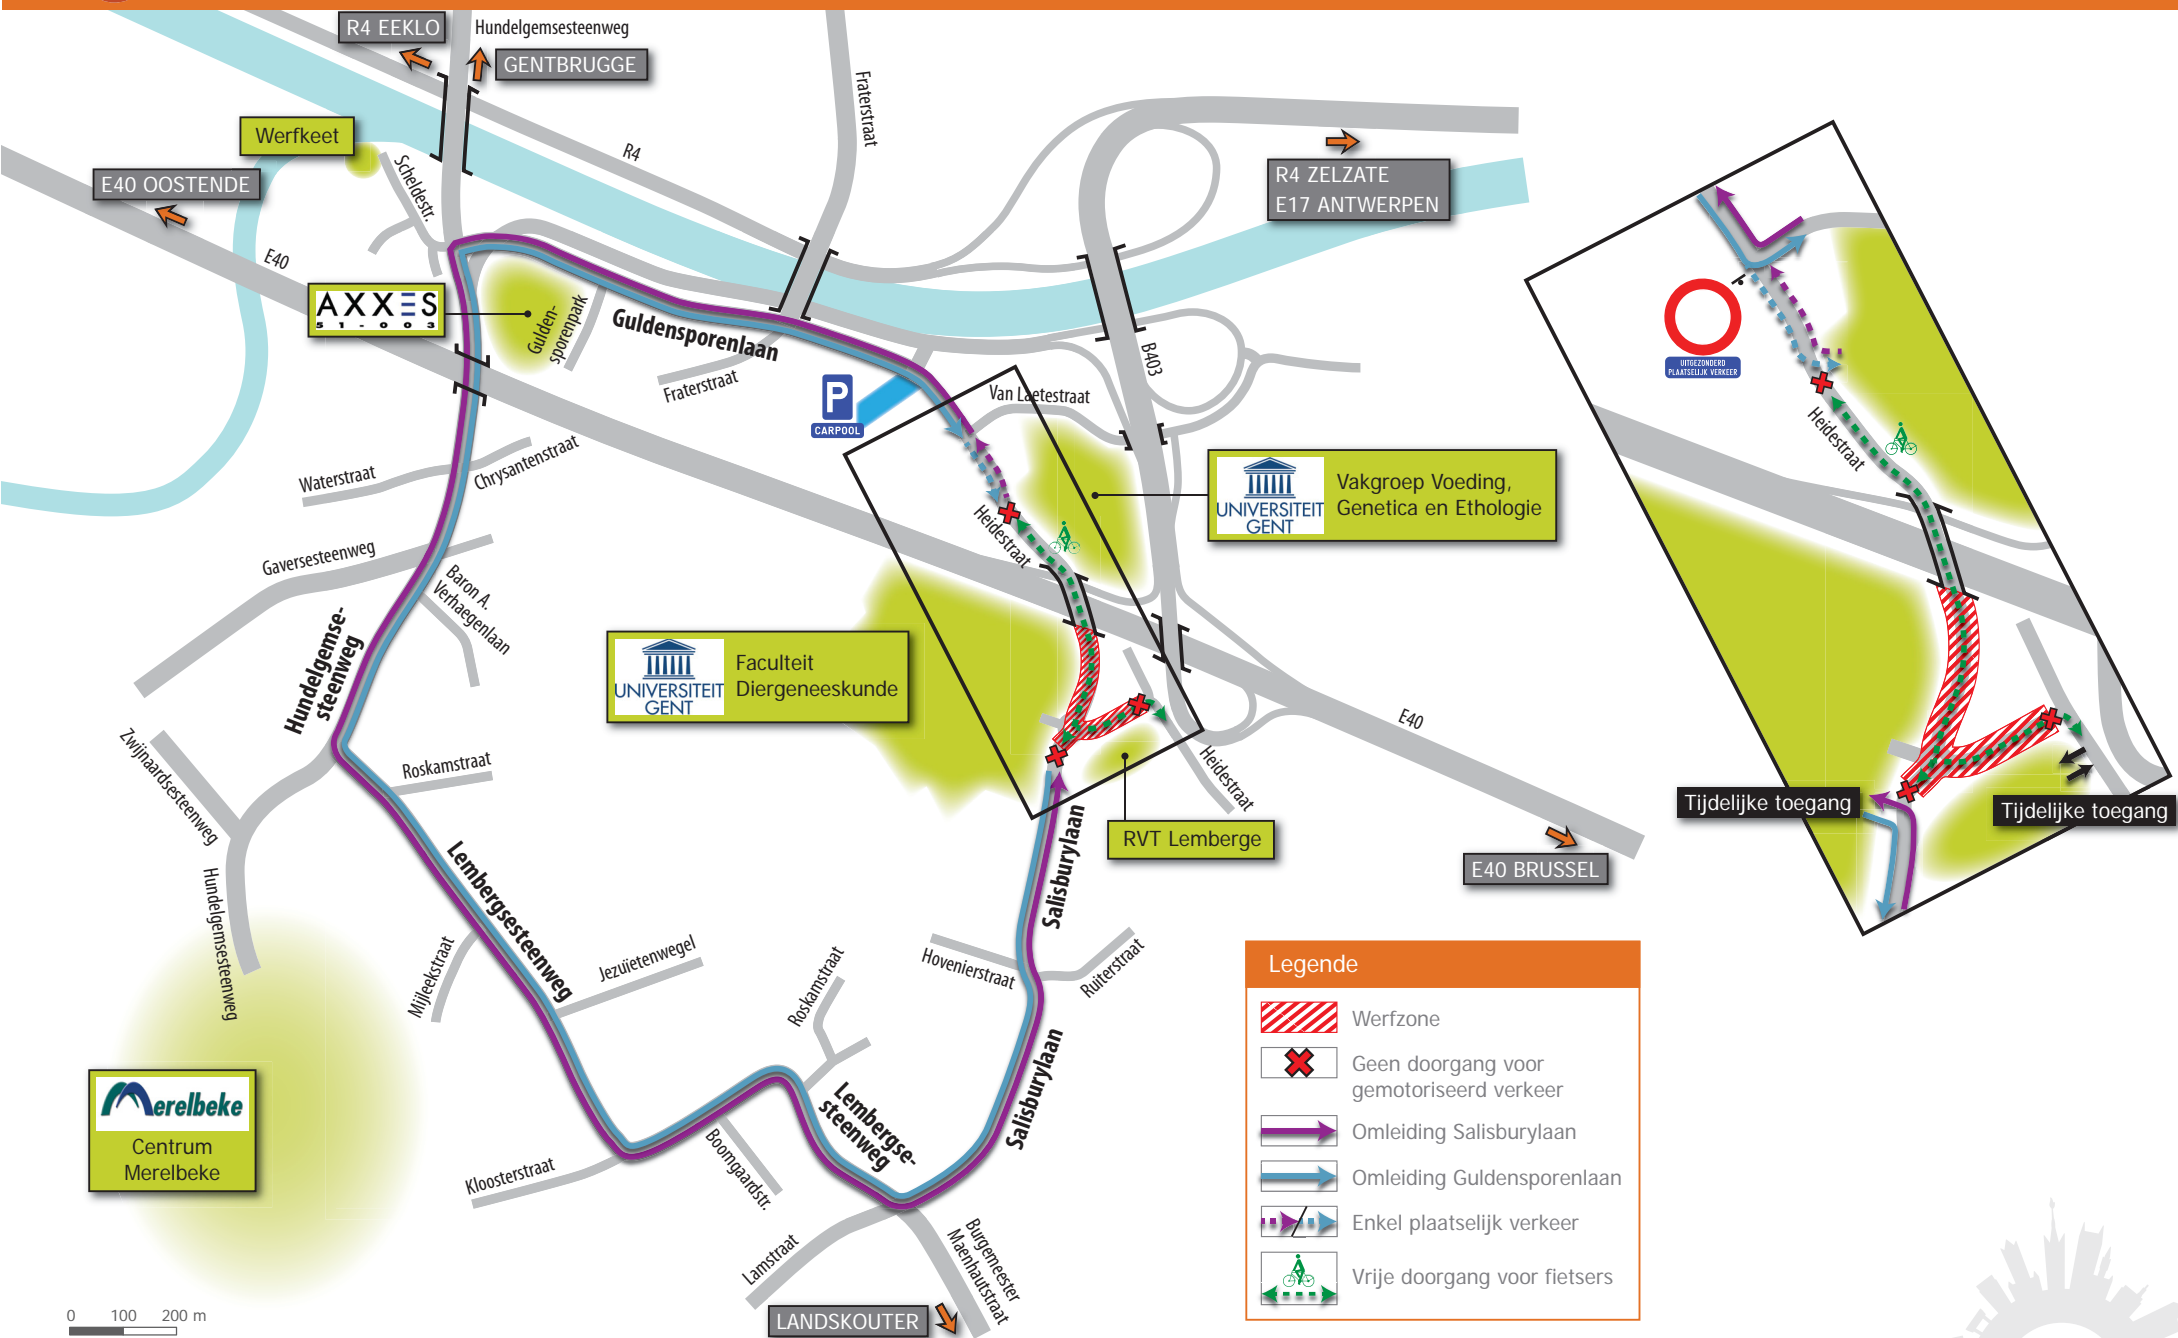 R4 EEKLO
Hundelgemsesteenweg
GENTBRUGGE
Fraterstraat
R4
Werfkeet
Scheldestr.
E40 OOSTENDE
E40
R4 ZELZATE
E17 ANTWERPEN
AXXES
51-003
Gulden-
sporenpark
Guldensporenlaan
Fraterstraat
P
CARPOOL
Van Laetestraat
B403
UITGEZONDERD
PLAATSELIJK VERKEER
Heidestraat
Waterstraat
Chrysantenstraat
Heidestraat
UNIVERSITEIT
GENT
Vakgroep Voeding,
Genetica en Ethologie
Gaversesteenweg
Baron A.
Verhaegenlaan
Hundelgemse-
steenweg
UNIVERSITEIT
GENT
Faculteit
Diergeneeskunde
E40
Heidestraat
Zwijnaardsesteenweg
Roskamstraat
Hundelgemsesteenweg
Lembergsesteenweg
Salisburylaan
RVT Lemberge
E40 BRUSSEL
Tijdelijke toegang
Tijdelijke toegang
Mijleekstraat
Jezuïetenwegel
Roskamstraat
Hovenierstraat
Ruiterstraat
Salisburylaan
Merelbeke
Centrum
Merelbeke
Kloosterstraat
Boomgaardstr.
Lembergse-
steenweg
Lamstraat
Burgemeester
Maenhautstraat
LANDSKOUTER
0 100 200 m
Legende
Werfzone
Geen doorgang voor
gemotoriseerd verkeer
Omleiding Salisburylaan
Omleiding Guldensporenlaan
Enkel plaatselijk verkeer
Vrije doorgang voor fietsers